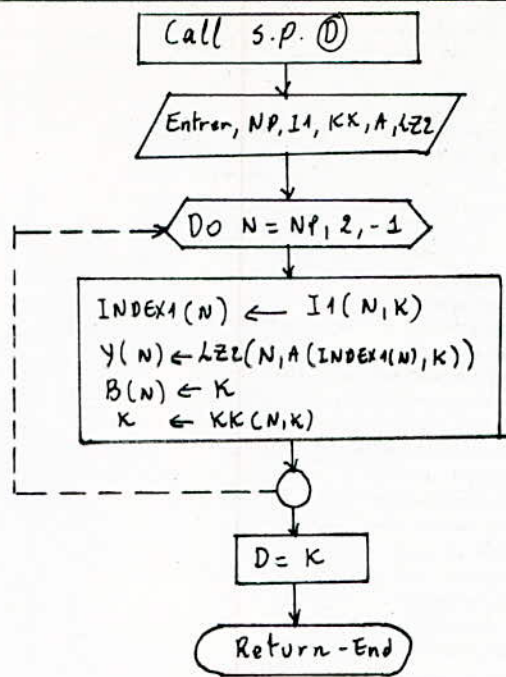 Call s.p. D
Entrer, NP, I1, KK, A, LZ2
DO N = NP, 2, -1
INDEX1(N) ← I1(N,K)
Y(N) ← LZ2(N, A(INDEX1(N), K))
B(N) ← K
K ← KK(N,K)
D = K
Return - End